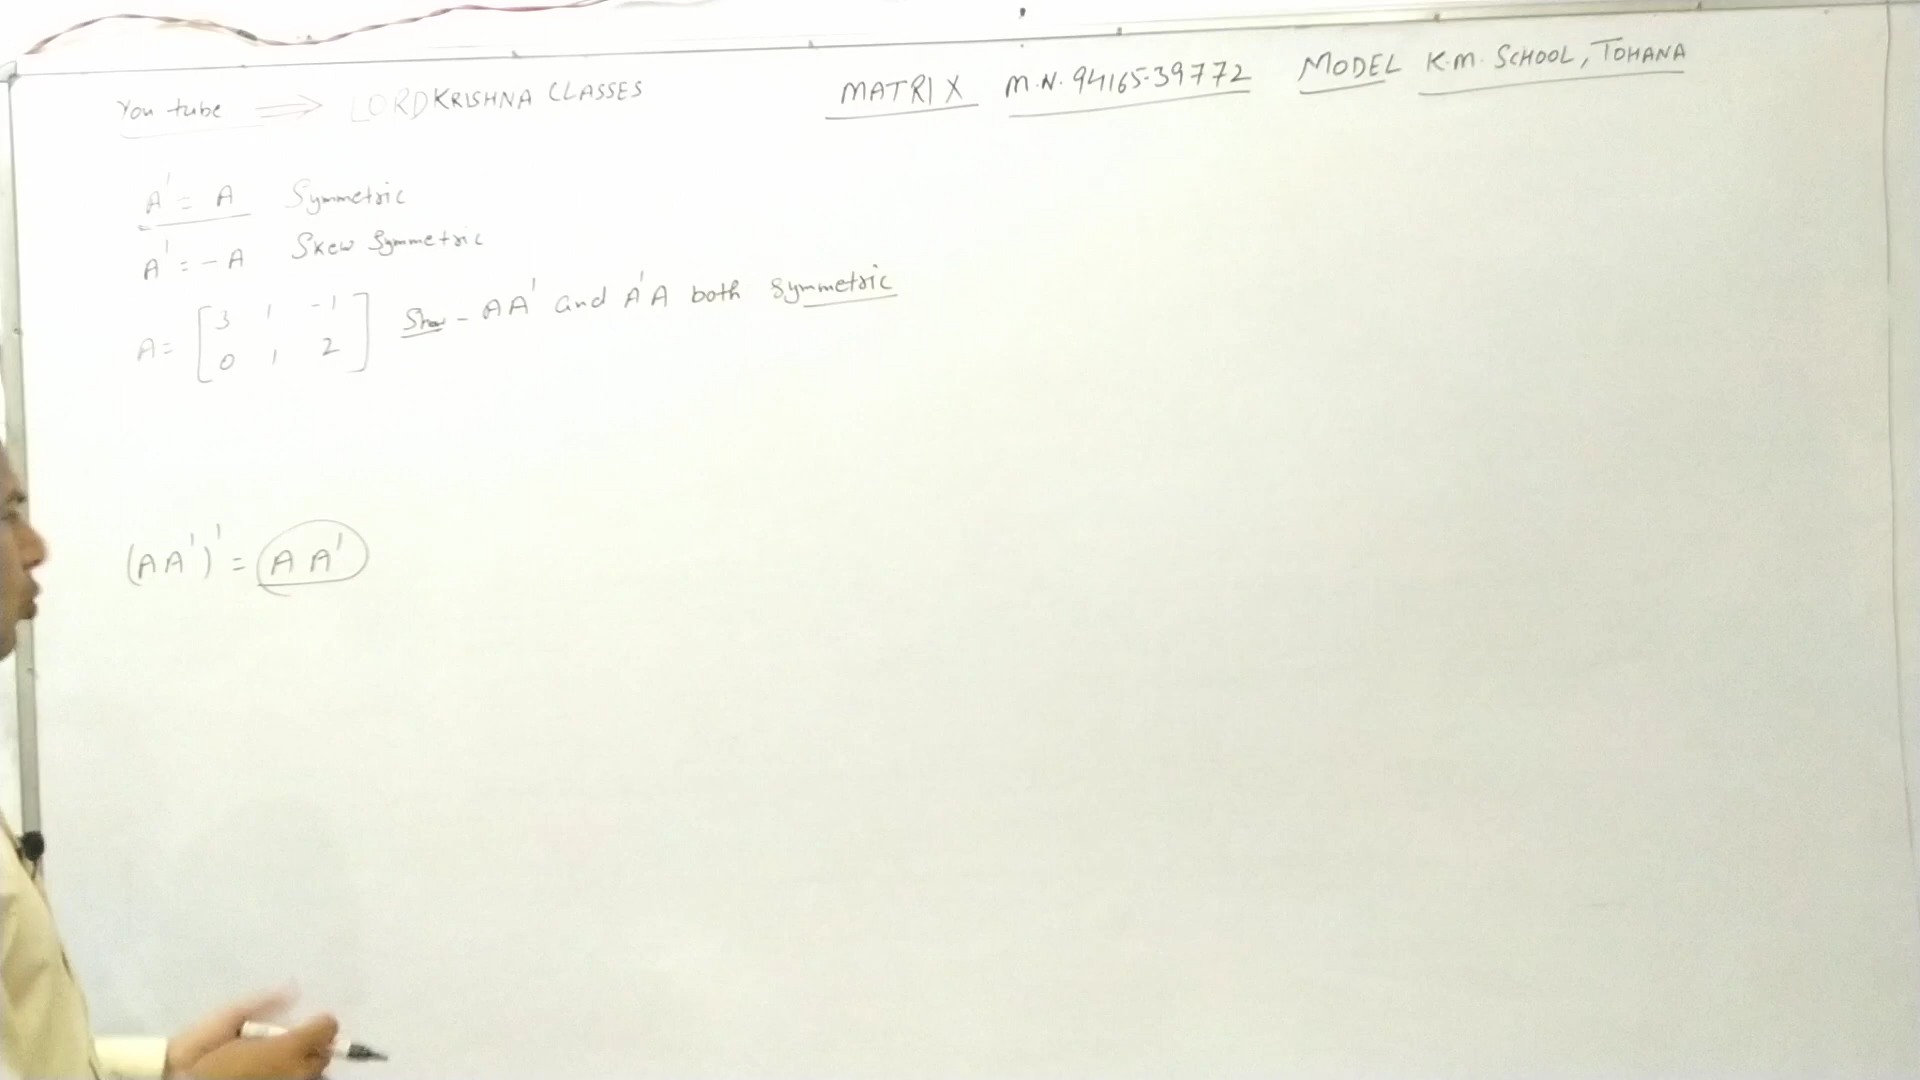 You tube ⟹ LORD KRISHNA CLASSES MATRIX M.N. 94165-39772 MODEL K.M. SCHOOL, TOHANA
A' = A Symmetric
A' = - A Skew Symmetric
A = [3 1 -1
0 1 2] Show - AA' and A'A both Symmetric
(AA')' = AA'